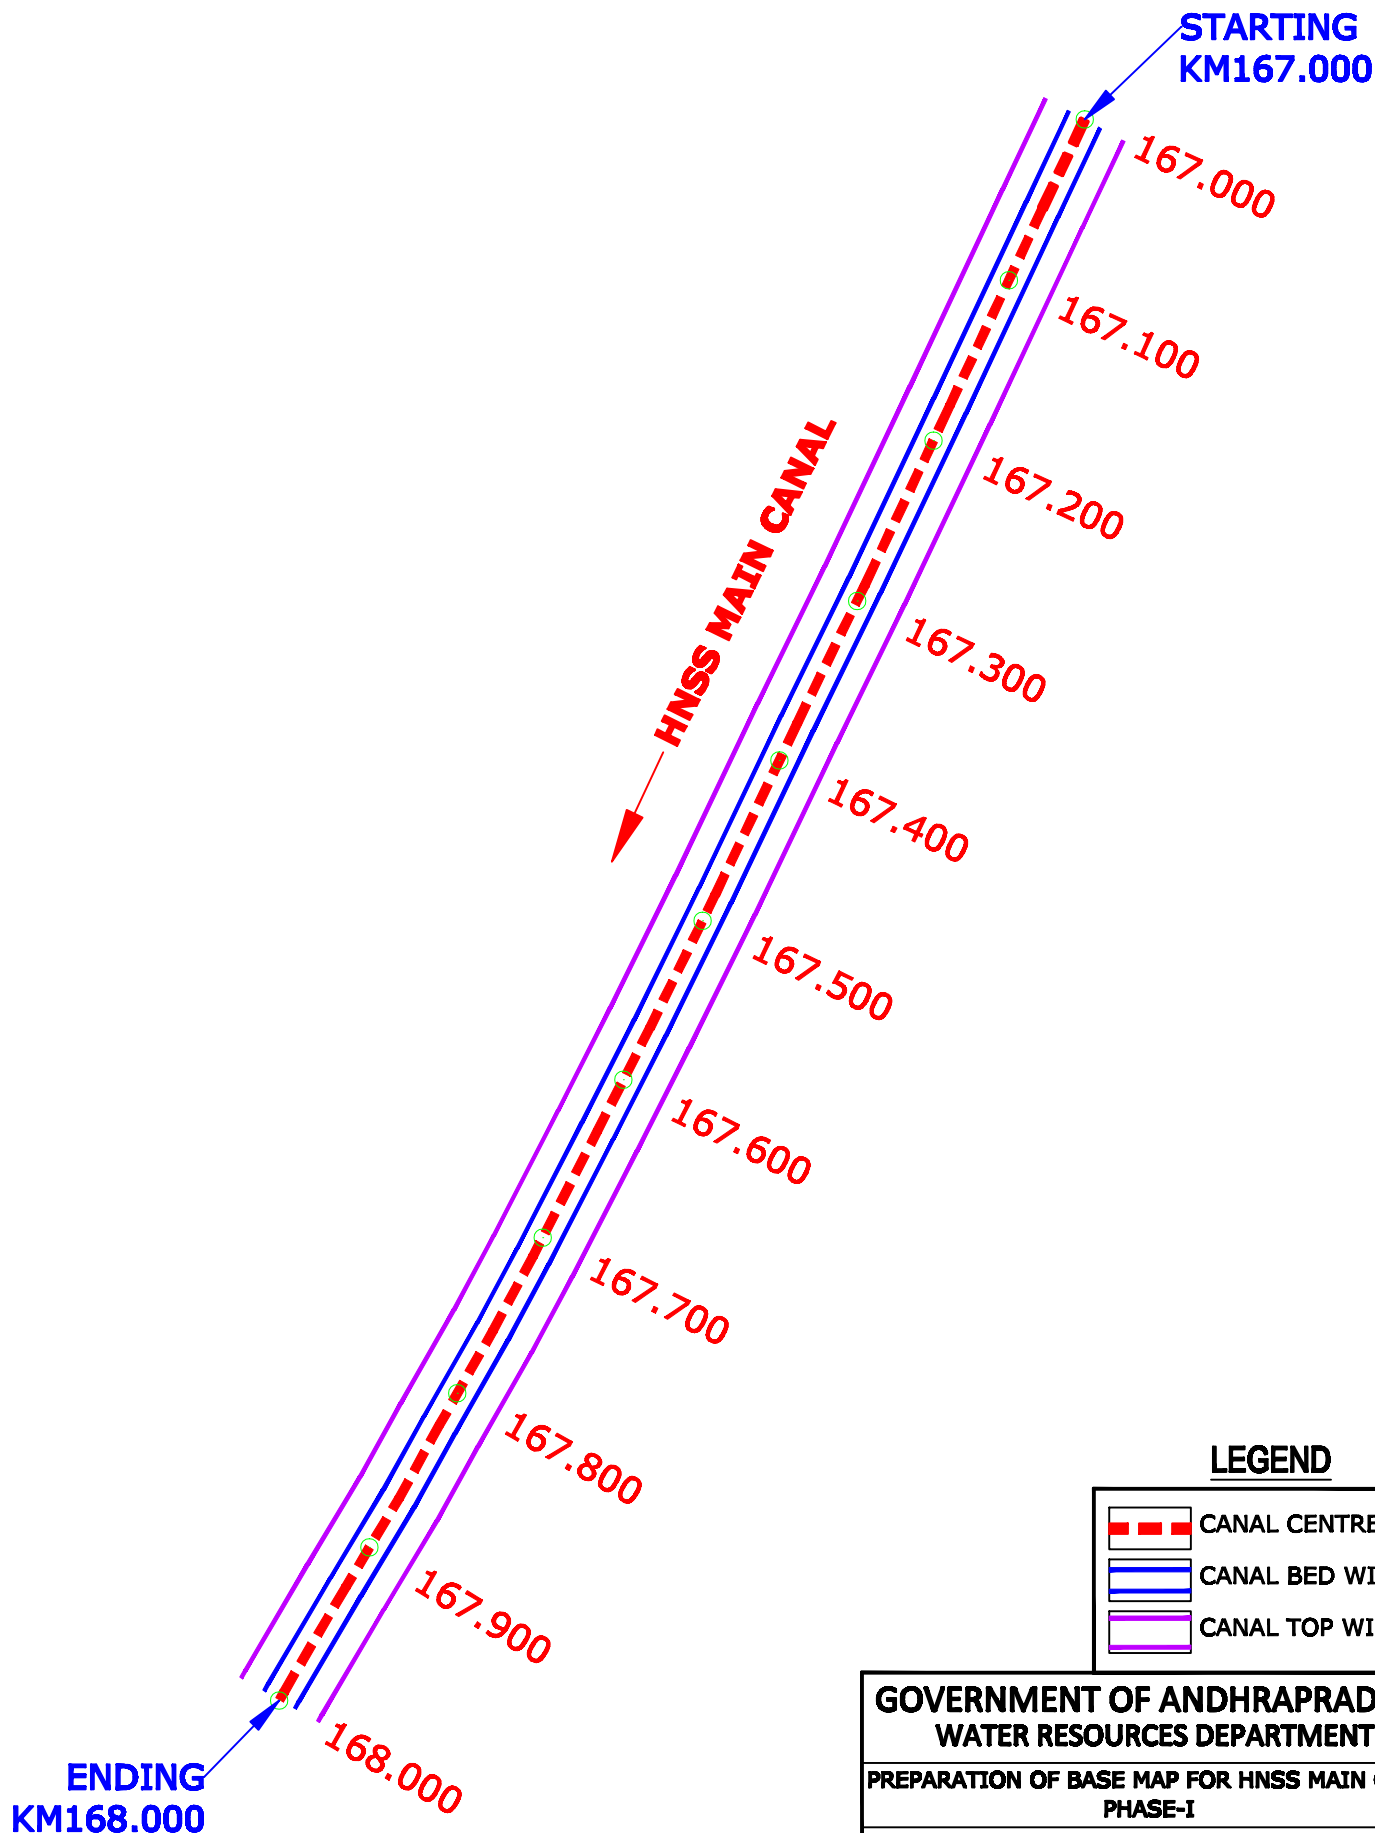 STARTING
KM167.000
167.000
167.100
167.200
167.300
HNSS MAIN CANAL
167.400
167.500
167.600
167.700
167.800
167.900
168.000
ENDING
KM168.000
LEGEND
CANAL CENTRE
CANAL BED WI
CANAL TOP WI
GOVERNMENT OF ANDHRAPRAD
WATER RESOURCES DEPARTMENT
PREPARATION OF BASE MAP FOR HNSS MAIN
PHASE-I